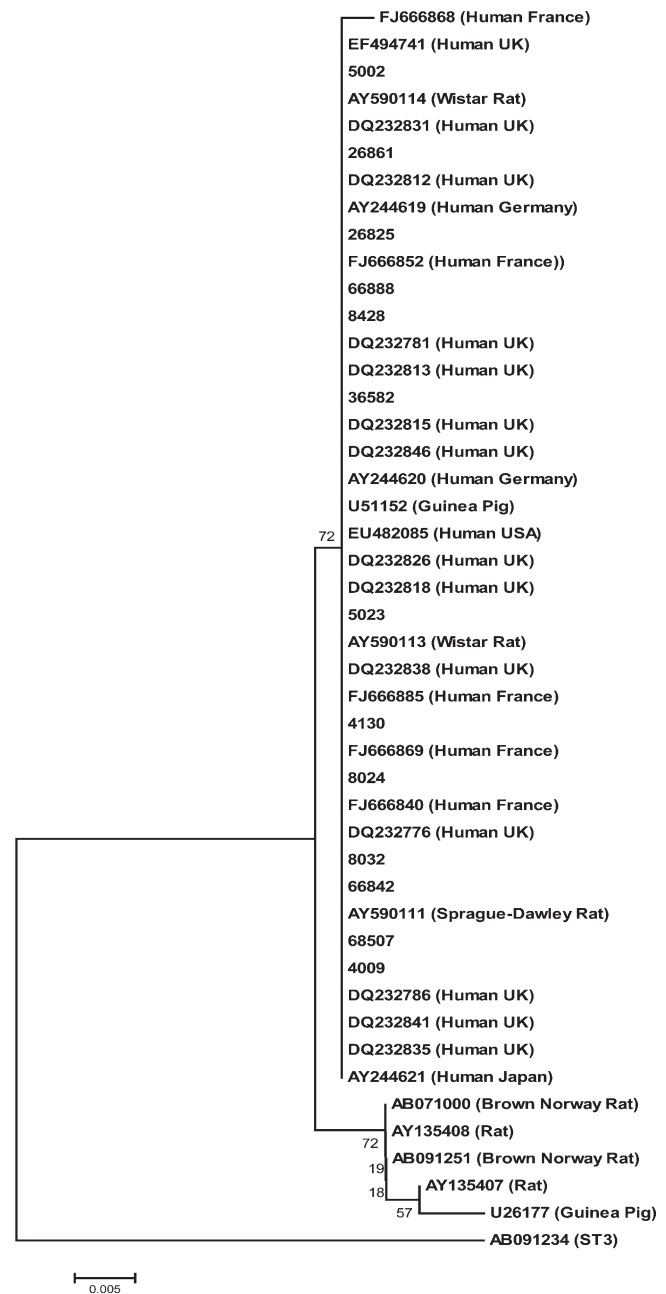 FJ666868 (Human France)
EF494741 (Human UK)
5002
AY590114 (Wistar Rat)
DQ232831 (Human UK)
26861
DQ232812 (Human UK)
AY244619 (Human Germany)
26825
FJ666852 (Human France))
66888
8428
DQ232781 (Human UK)
DQ232813 (Human UK)
36582
DQ232815 (Human UK)
DQ232846 (Human UK)
AY244620 (Human Germany)
U51152 (Guinea Pig)
72
EU482085 (Human USA)
DQ232826 (Human UK)
DQ232818 (Human UK)
5023
AY590113 (Wistar Rat)
DQ232838 (Human UK)
FJ666885 (Human France)
4130
FJ666869 (Human France)
8024
FJ666840 (Human France)
DQ232776 (Human UK)
8032
66842
AY590111 (Sprague-Dawley Rat)
68507
4009
DQ232786 (Human UK)
DQ232841 (Human UK)
DQ232835 (Human UK)
AY244621 (Human Japan)
AB071000 (Brown Norway Rat)
AY135408 (Rat)
72
AB091251 (Brown Norway Rat)
19
AY135407 (Rat)
18
57
U26177 (Guinea Pig)
AB091234 (ST3)
0.005